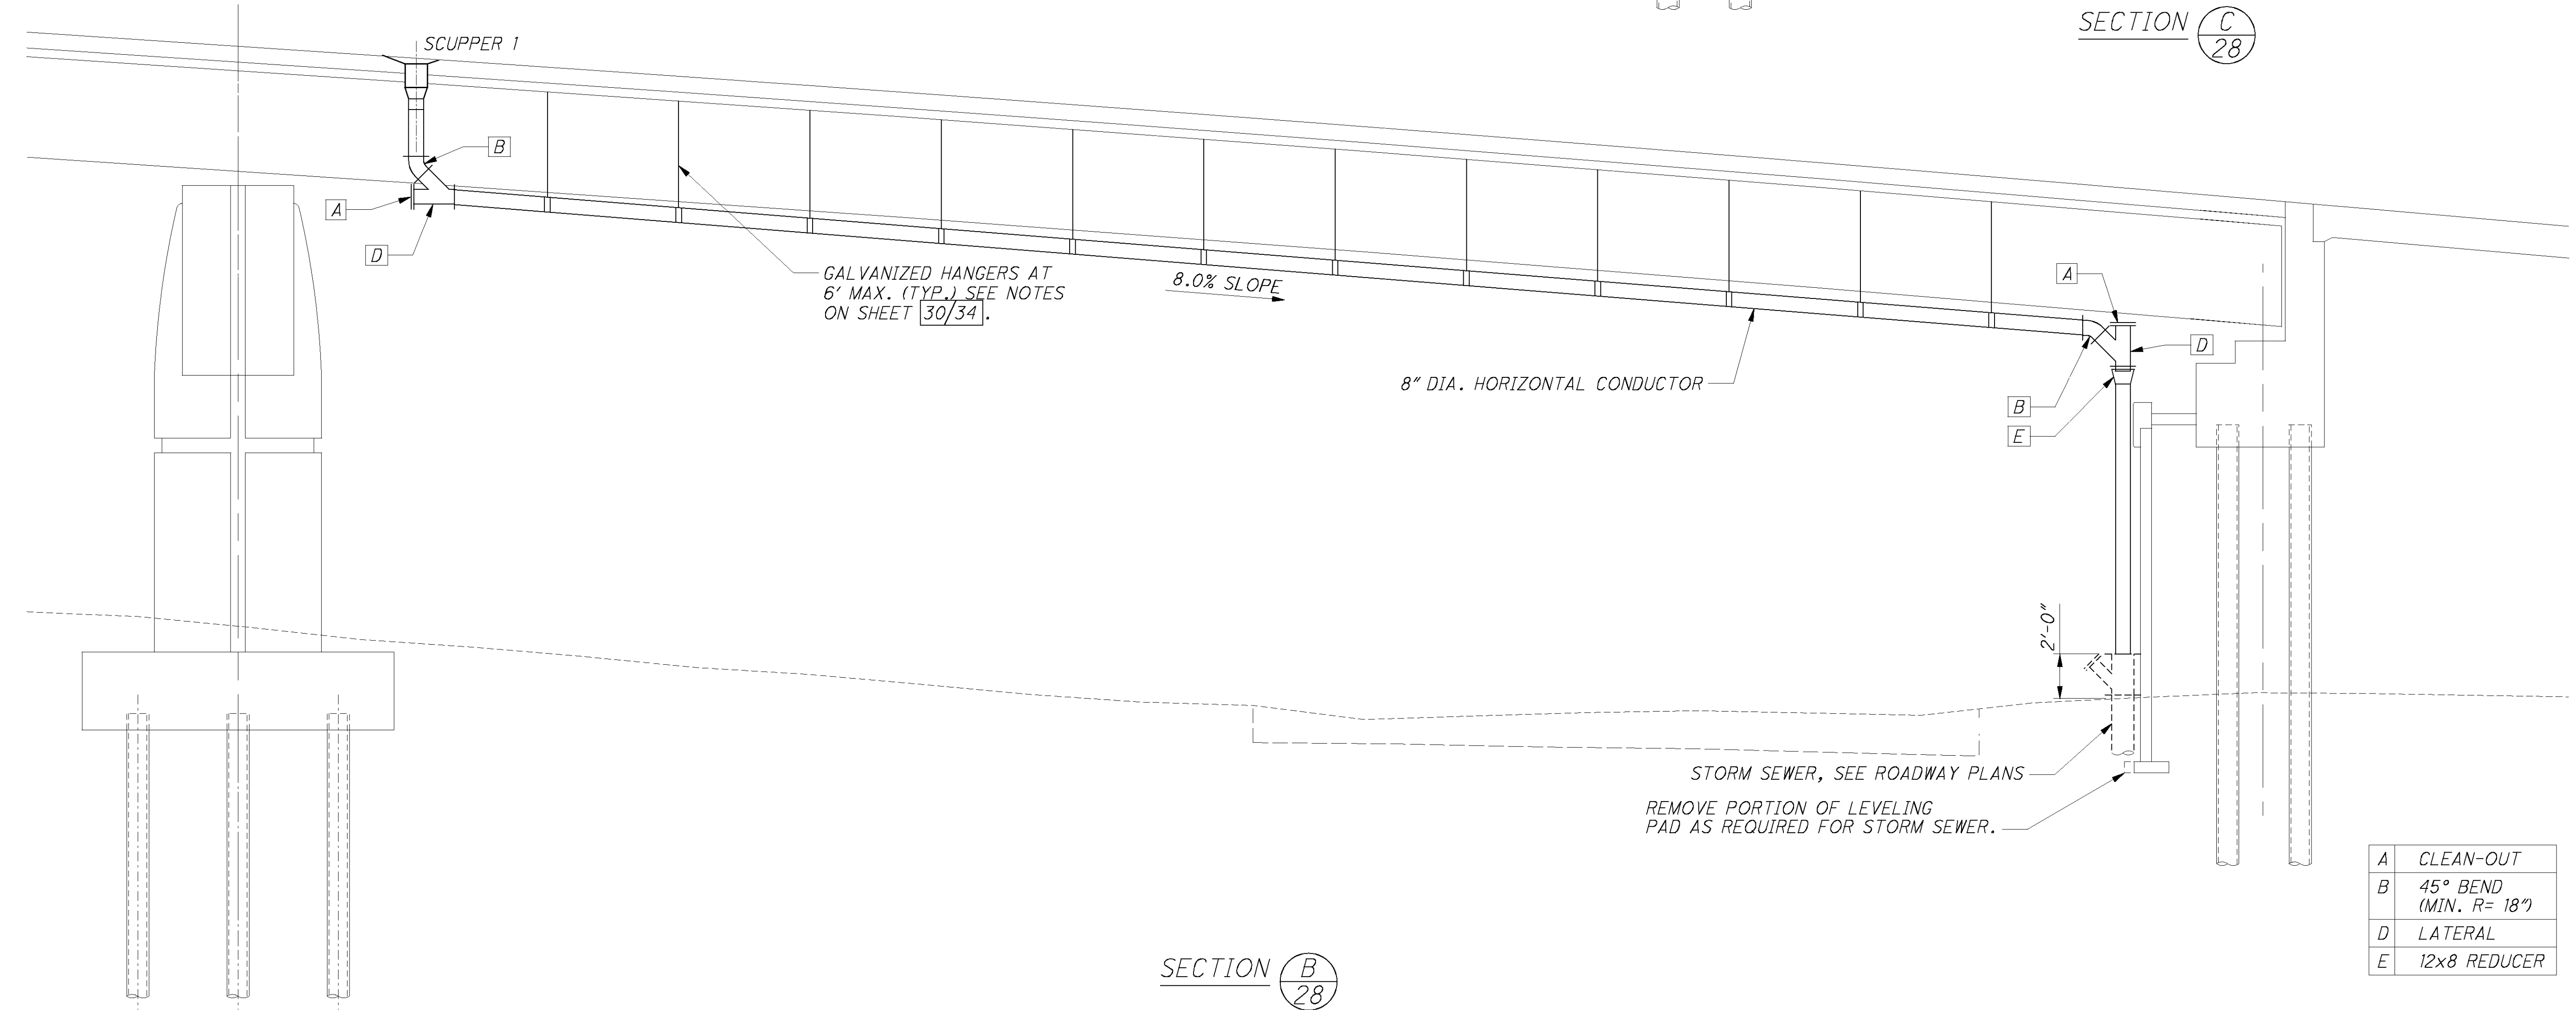 SECTION C
28
SCUPPER 1
B
A
D
GALVANIZED HANGERS AT
6' MAX. (TYP.) SEE NOTES
ON SHEET 30/34.
8.0% SLOPE
A
D
8" DIA. HORIZONTAL CONDUCTOR
B
E
2'-0"
STORM SEWER, SEE ROADWAY PLANS
REMOVE PORTION OF LEVELING
PAD AS REQUIRED FOR STORM SEWER.
A CLEAN-OUT
B 45° BEND
(MIN. R= 18")
D LATERAL
E 12x8 REDUCER
SECTION B
28